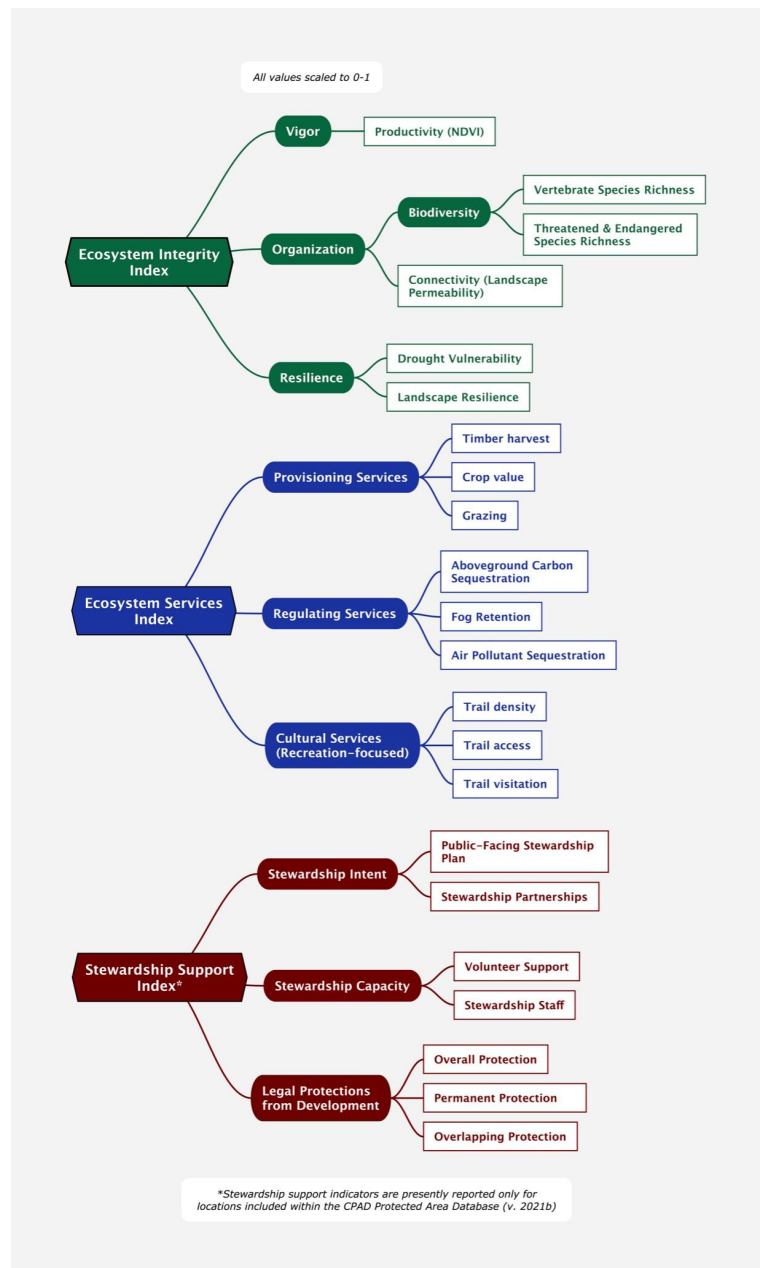 All values scaled to 0-1
Vigor
Productivity (NDVI)
Ecosystem Integrity
Index
Organization
Biodiversity
Vertebrate Species Richness
Threatened & Endangered
Species Richness
Connectivity (Landscape
Permeability)
Resilience
Drought Vulnerability
Landscape Resilience
Ecosystem Services
Index
Provisioning Services
Timber harvest
Crop value
Grazing
Regulating Services
Aboveground Carbon
Sequestration
Fog Retention
Air Pollutant Sequestration
Cultural Services
(Recreation-focused)
Trail density
Trail access
Trail visitation
Stewardship Support
Index*
Stewardship Intent
Public-Facing Stewardship
Plan
Stewardship Partnerships
Stewardship Capacity
Volunteer Support
Stewardship Staff
Legal Protections
from Development
Overall Protection
Permanent Protection
Overlapping Protection
*Stewardship support indicators are presently reported only for
locations included within the CPAD Protected Area Database (v. 2021b)